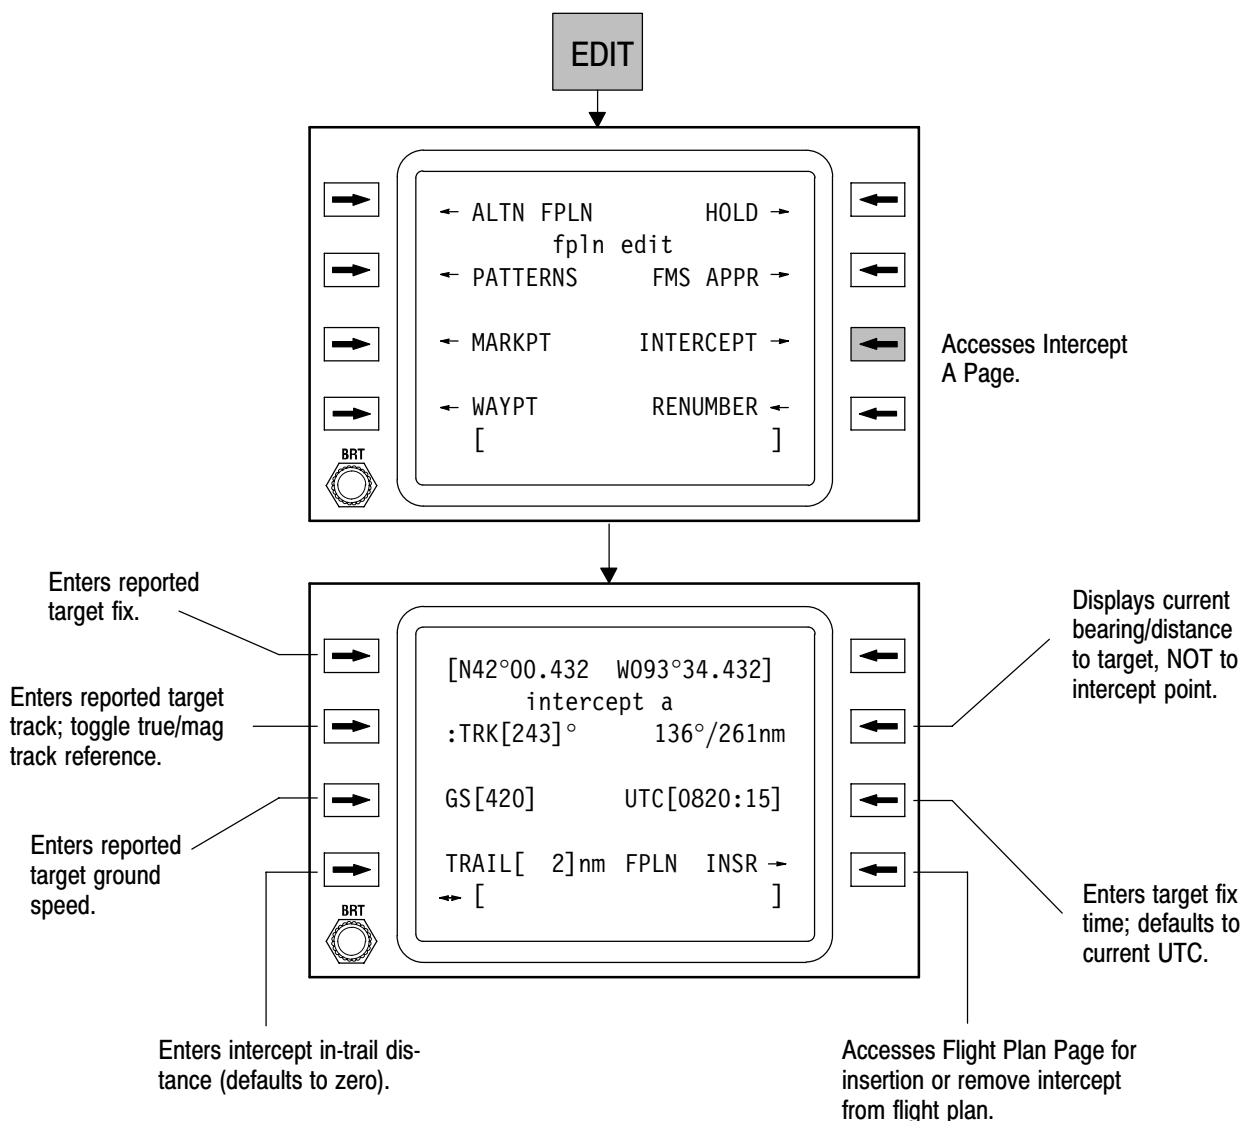 EDIT
← ALTN FPLN HOLD →
fpln edit
← PATTERNS FMS APPR →
← MARKPT INTERCEPT →
← WAYPT RENUMBER ←
[ ]
BRT
Accesses Intercept
A Page.
Enters reported
target fix.
Enters reported target
track; toggle true/mag
track reference.
Enters reported
target ground
speed.
[N42°00.432 W093°34.432]
intercept a
:TRK[243]° 136°/261nm
GS[420] UTC[0820:15]
TRAIL[ 2]nm FPLN INSR →
↔ [ ]
BRT
Displays current
bearing/distance
to target, NOT to
intercept point.
Enters target fix
time; defaults to
current UTC.
Enters intercept in-trail dis-
tance (defaults to zero).
Accesses Flight Plan Page for
insertion or remove intercept
from flight plan.